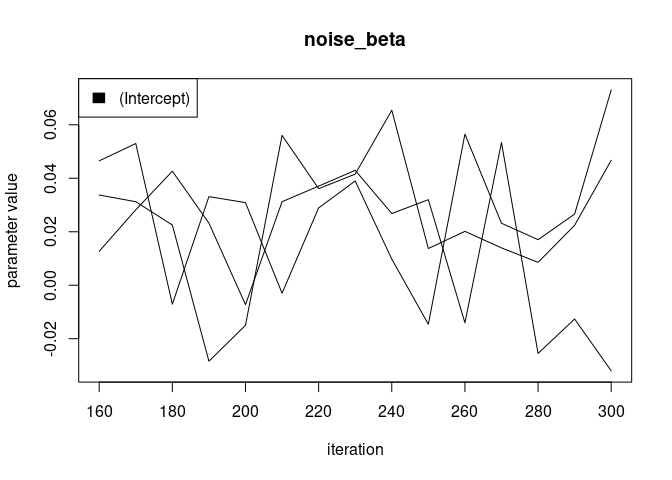 noise_beta
(Intercept)
parameter value
0.06
0.04
0.02
0.00
-0.02
160 180 200 220 240 260 280 300
iteration